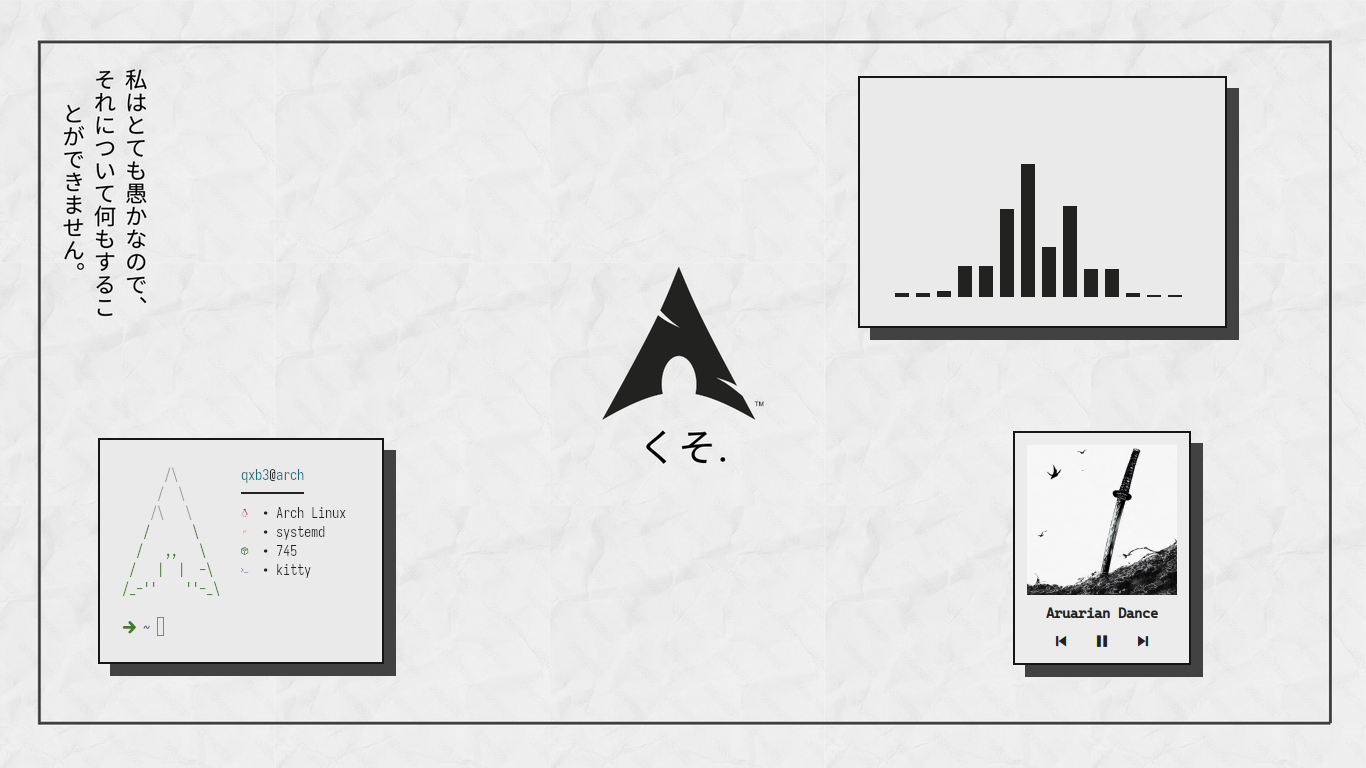 私はとても愚かなので、
それについて何もするこ
とができません。
くそ.
TM
qxb3@arch
• Arch Linux
• systemd
• 745
• kitty
~
Aruarian Dance